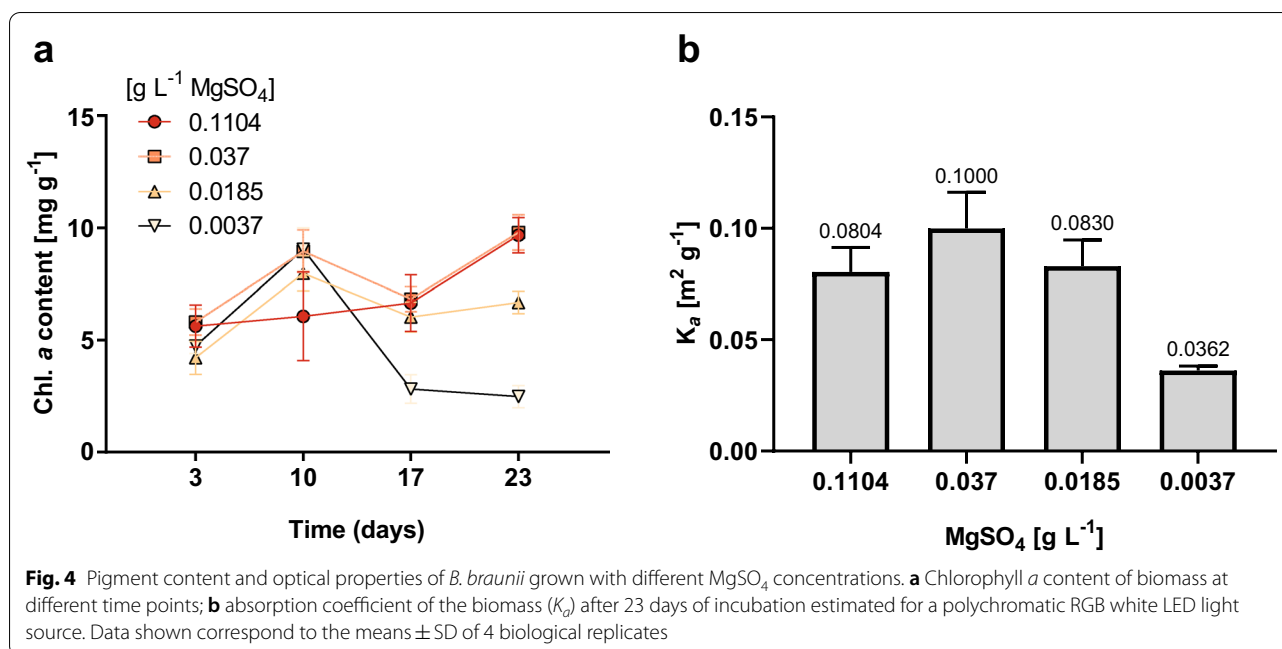 a
[g L⁻¹ MgSO₄]
0.1104
0.037
0.0185
0.0037
15
10
5
0
Chl. a content [mg g⁻¹]
3 10 17 23
Time (days)
b
0.15
0.10
0.05
0.00
Kₐ [m² g⁻¹]
0.0804
0.1000
0.0830
0.0362
0.1104 0.037 0.0185 0.0037
MgSO₄ [g L⁻¹]
Fig. 4 Pigment content and optical properties of B. braunii grown with different MgSO₄ concentrations. a Chlorophyll a content of biomass at
different time points; b absorption coefficient of the biomass (Kₐ) after 23 days of incubation estimated for a polychromatic RGB white LED light
source. Data shown correspond to the means ± SD of 4 biological replicates